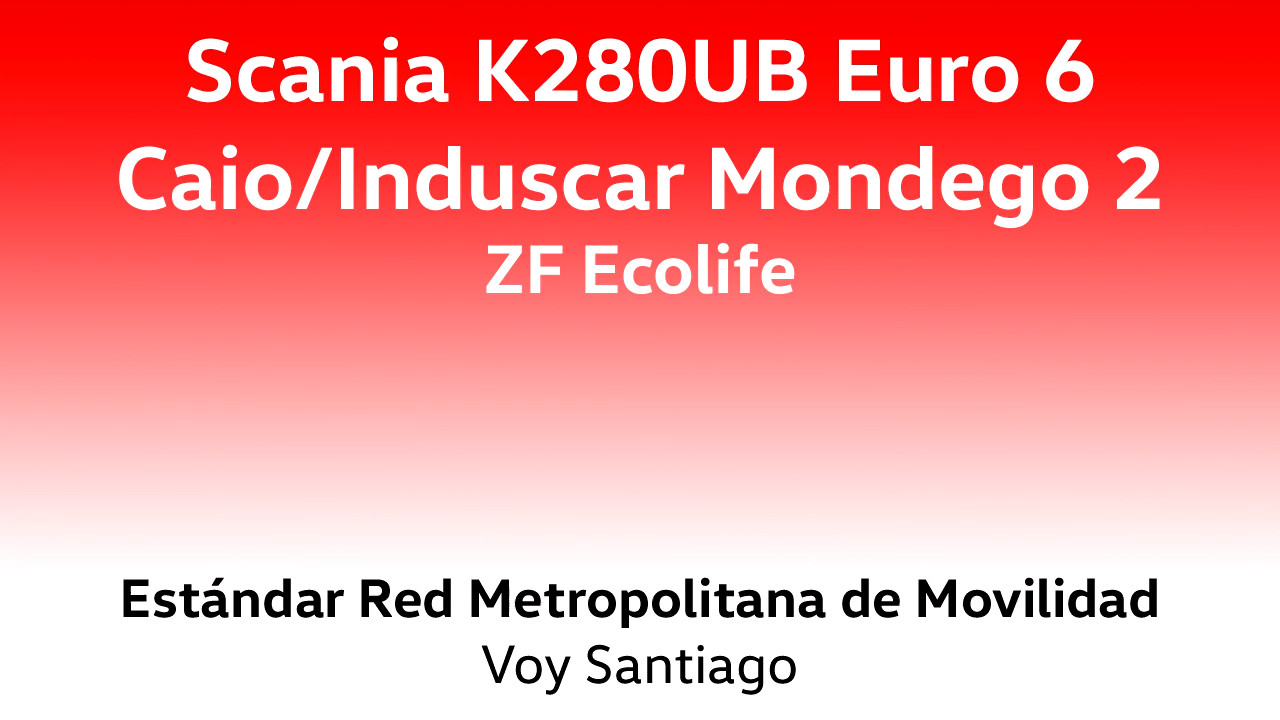 Scania K280UB Euro 6
Caio/Induscar Mondego 2
ZF Ecolife
Estándar Red Metropolitana de Movilidad
Voy Santiago